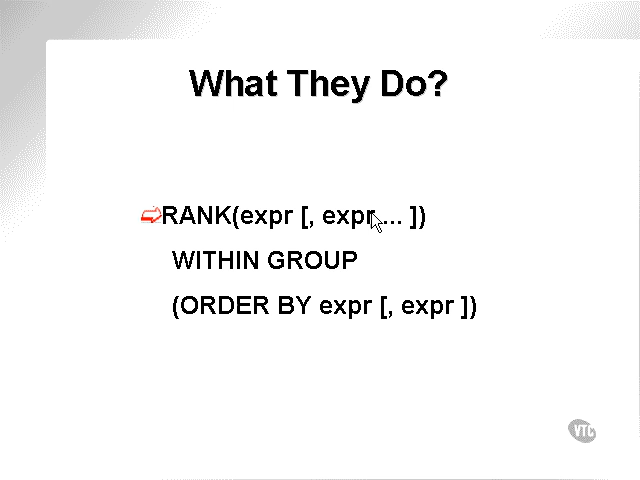 What They Do?
RANK(expr [, expr ... ])
WITHIN GROUP
(ORDER BY expr [, expr ])
VTC